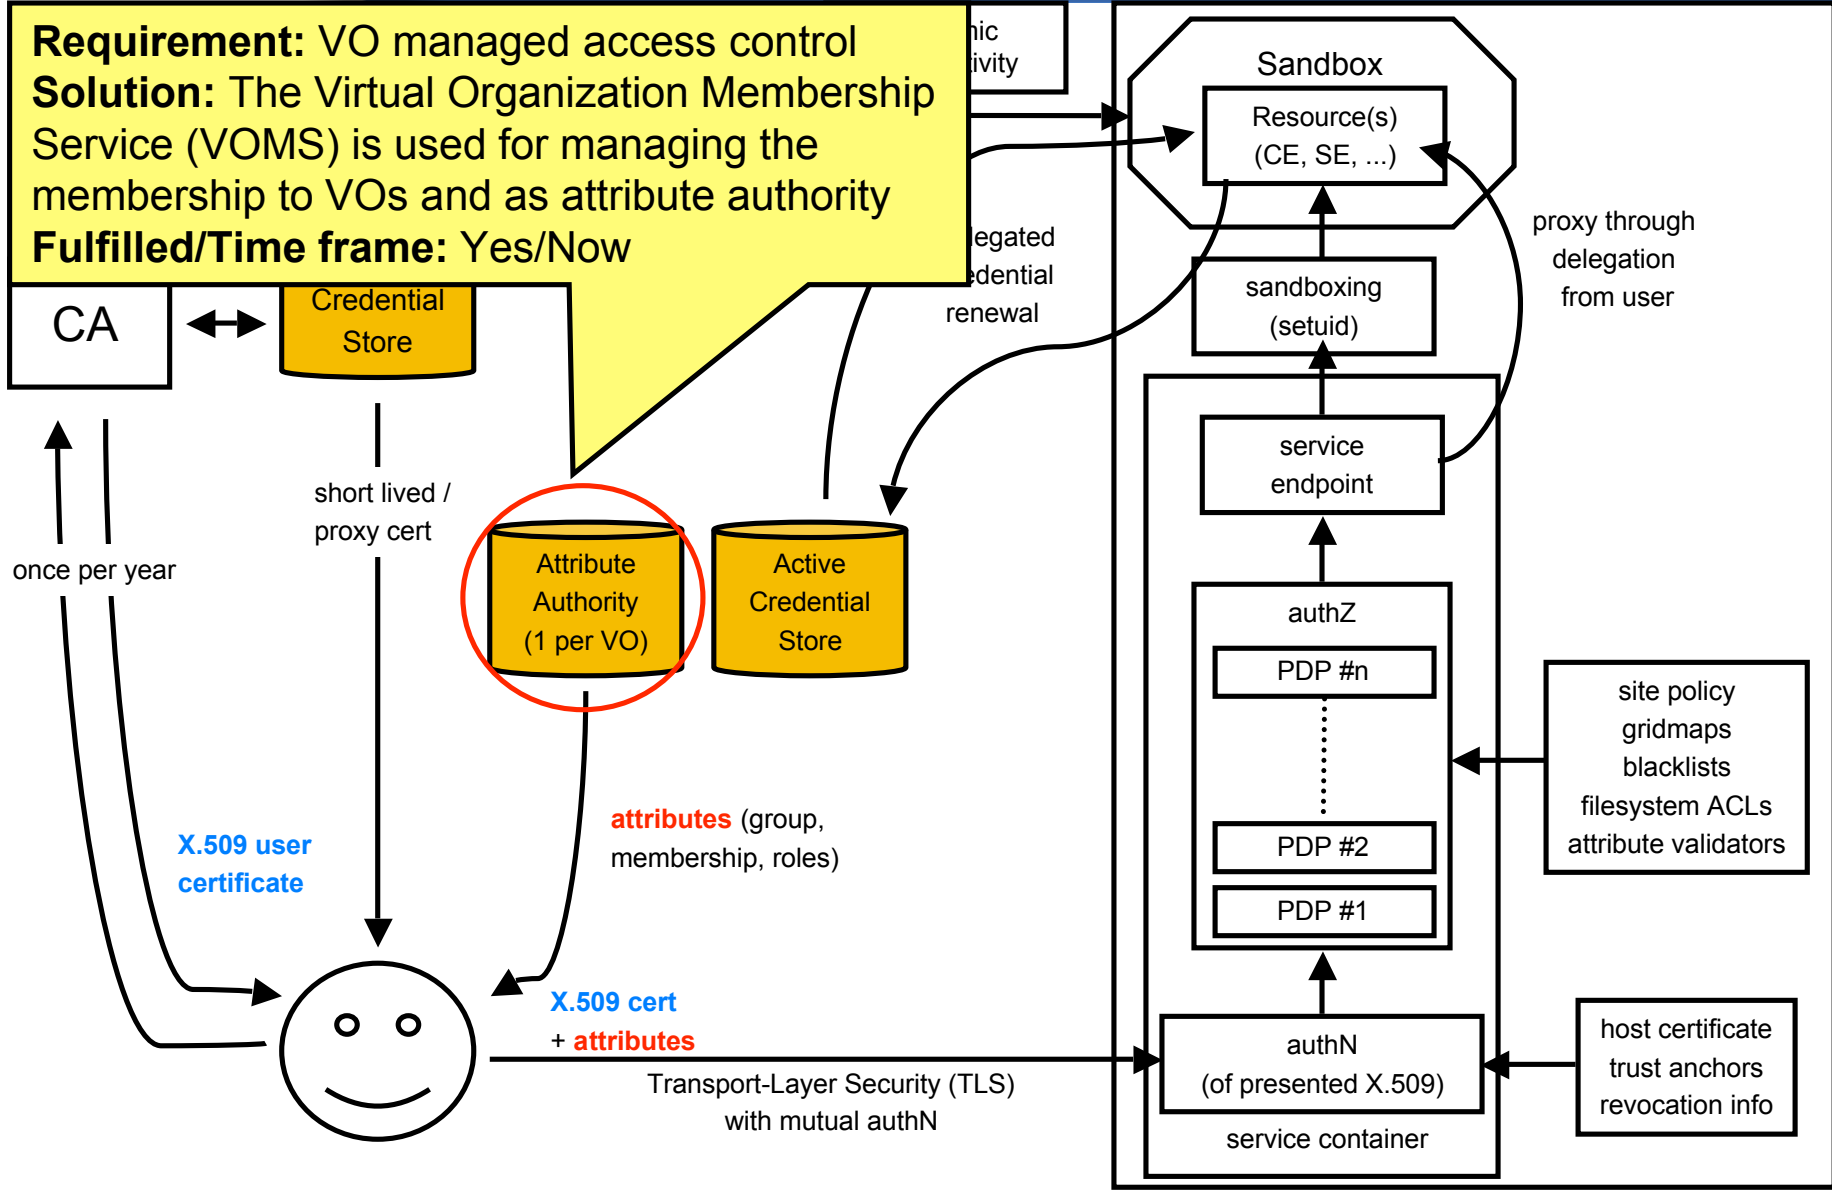 Requirement: VO managed access control
Solution: The Virtual Organization Membership
Service (VOMS) is used for managing the
membership to VOs and as attribute authority
Fulfilled/Time frame: Yes/Now
Sandbox
Resource(s)
(CE, SE, ...)
proxy through
delegation
from user
renewal
sandboxing
(setuid)
CA
Credential
Store
service
endpoint
short lived /
proxy cert
once per year
Attribute
Authority
(1 per VO)
Active
Credential
Store
authZ
PDP #n
PDP #2
PDP #1
site policy
gridmaps
blacklists
filesystem ACLs
attribute validators
attributes (group,
membership, roles)
X.509 user
certificate
X.509 cert
+ attributes
Transport-Layer Security (TLS)
with mutual authN
authN
(of presented X.509)
service container
host certificate
trust anchors
revocation info